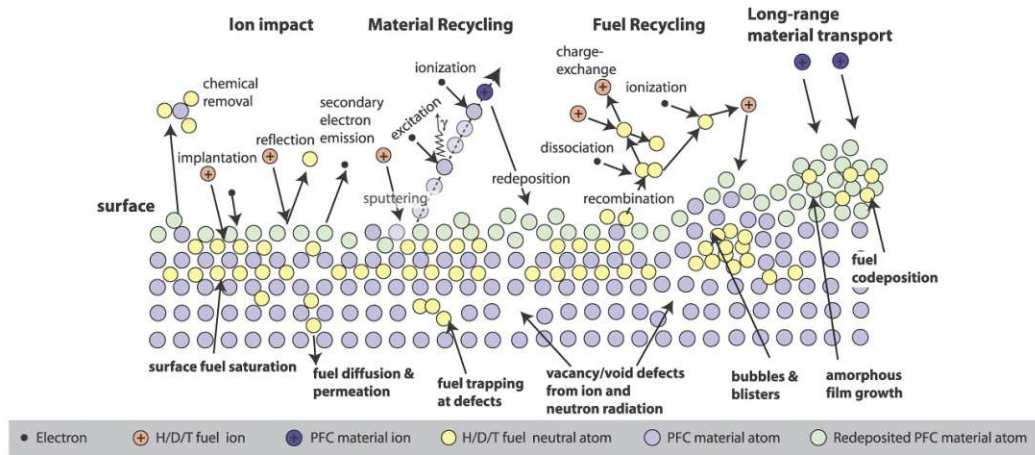 Ion impact
Material Recycling
Fuel Recycling
Long-range
material transport
chemical
removal
implantation
reflection
secondary
electron
emission
ionization
excitation
γ
sputtering
redeposition
charge-
exchange
ionization
dissociation
recombination
surface
fuel
codeposition
surface fuel saturation
fuel diffusion &
permeation
fuel trapping
at defects
vacancy/void defects
from ion and
neutron radiation
bubbles &
blisters
amorphous
film growth
Electron
+ H/D/T fuel ion
+ PFC material ion
H/D/T fuel neutral atom
PFC material atom
Redeposited PFC material atom